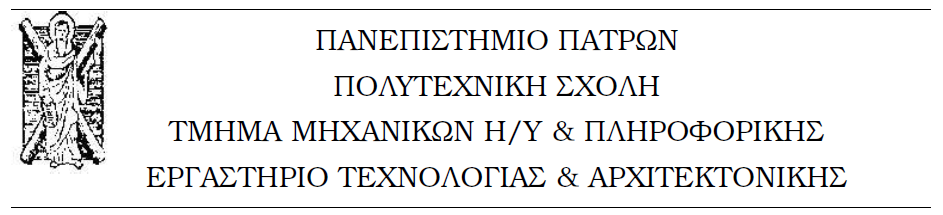 ΠΑΝΕΠΙΣΤΗΜΙΟ ΠΑΤΡΩΝ
ΠΟΛΥΤΕΧΝΙΚΗ ΣΧΟΛΗ
ΤΜΗΜΑ ΜΗΧΑΝΙΚΩΝ Η/Υ & ΠΛΗΡΟΦΟΡΙΚΗΣ
ΕΡΓΑΣΤΗΡΙΟ ΤΕΧΝΟΛΟΓΙΑΣ & ΑΡΧΙΤΕΚΤΟΝΙΚΗΣ